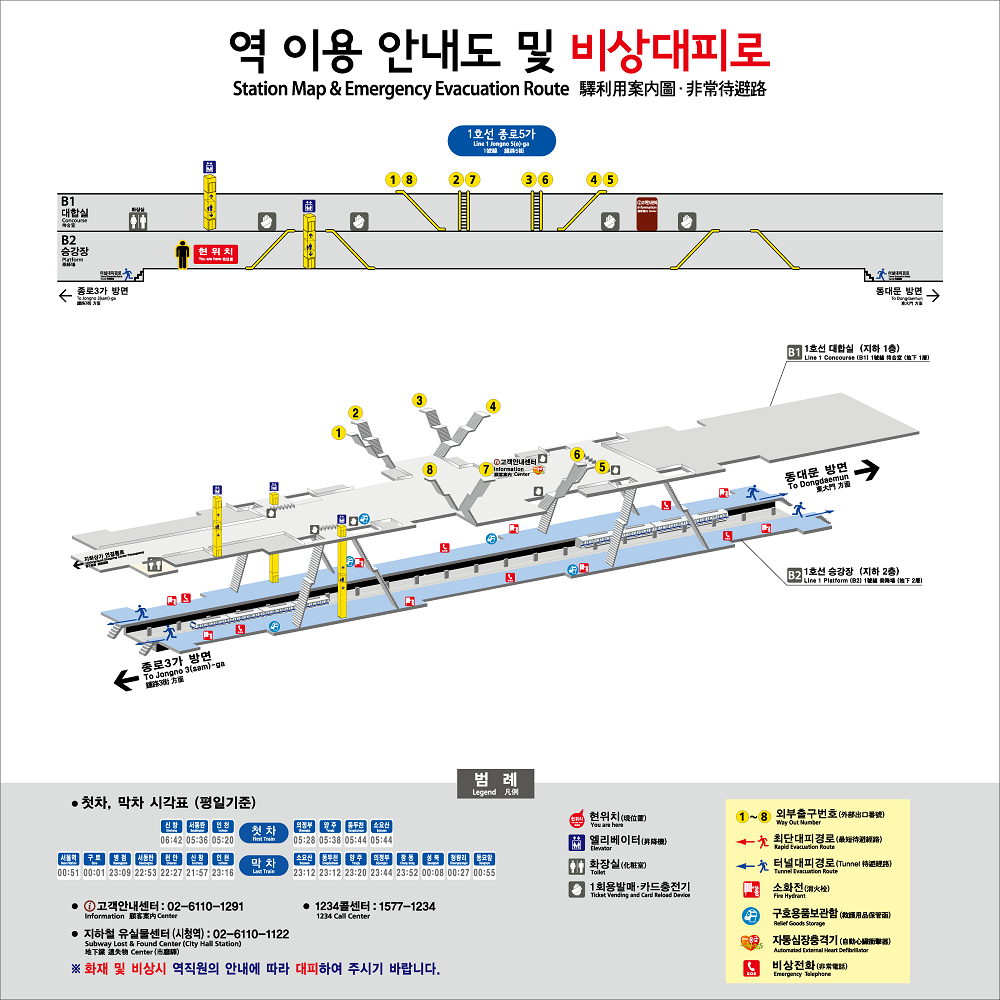 역 이용 안내도 및 비상대피로
Station Map & Emergency Evacuation Route 驛利用案內圖·非常待避路
1호선 종로5가
Line 1 Jongno 5(o)-ga
1號線 鍾路5街
1 8 2 7 3 6 4 5
B1
대합실
Concourse
待合室
화장실
고객안내센터
Information
B2
승강장
Platform
乘降場
현위치
You are here 現位置
터널대피경로
터널대피경로
종로3가 방면
To Jongno 3(sam)-ga
鍾路3街 方面
동대문 방면
To Dongdaemun
東大門 方面
B1 1호선 대합실 (지하 1층)
Line 1 Concourse (B1) 1號線 待合室 (地下 1層)
1
2
3
4
5
6
7
8
고객안내센터
Information
顧客案內 Center
동대문 방면
To Dongdaemun
東大門 方面
지하상가 연결통로
B2 1호선 승강장 (지하 2층)
Line 1 Platform (B2) 1號線 乘降場 (地下 2層)
종로3가 방면
To Jongno 3(sam)-ga
鍾路3街 方面
범 례
Legend 凡例
• 첫차, 막차 시각표 (평일기준)
신 창 서동탄 인 천 첫 차 First Train 의정부 양 주 동두천 소요산
06:42 05:36 05:20 05:28 05:38 05:44 05:44
서울역 구 로 병 점 서동탄 천 안 신 창 인 천 막 차 Last Train 소요산 동두천 양 주 의정부 창 동 성 북 청량리 동묘앞
00:51 00:01 23:09 22:53 22:27 21:57 23:16 23:12 23:12 23:20 23:44 23:52 00:08 00:27 00:55
• 고객안내센터 : 02-6110-1291
Information 顧客案內 Center
• 1234콜센터 : 1577-1234
1234 Call Center
• 지하철 유실물센터 (시청역) : 02-6110-1122
Subway Lost & Found Center (City Hall Station)
地下鐵 遺失物 Center (市廳驛)
※ 화재 및 비상시 역직원의 안내에 따라 대피하여 주시기 바랍니다.
현위치(現位置)
You are here
엘리베이터(昇降機)
Elevator
화장실(化粧室)
Toilet
1회용발매·카드충전기
Ticket Vending and Card Reload Device
1~8 외부출구번호(外部出口番號)
Way Out Number
최단대피경로(最短待避經路)
Rapid Evacuation Route
터널대피경로(Tunnel 待避經路)
Tunnel Evacuation Route
소화전(消火栓)
Fire Hydrant
구호용품보관함(救護用品保管函)
Relief Goods Storage
자동심장충격기(自動心臟衝擊器)
Automated External Heart Defibrillator
비상전화(非常電話)
Emergency Telephone
SOS